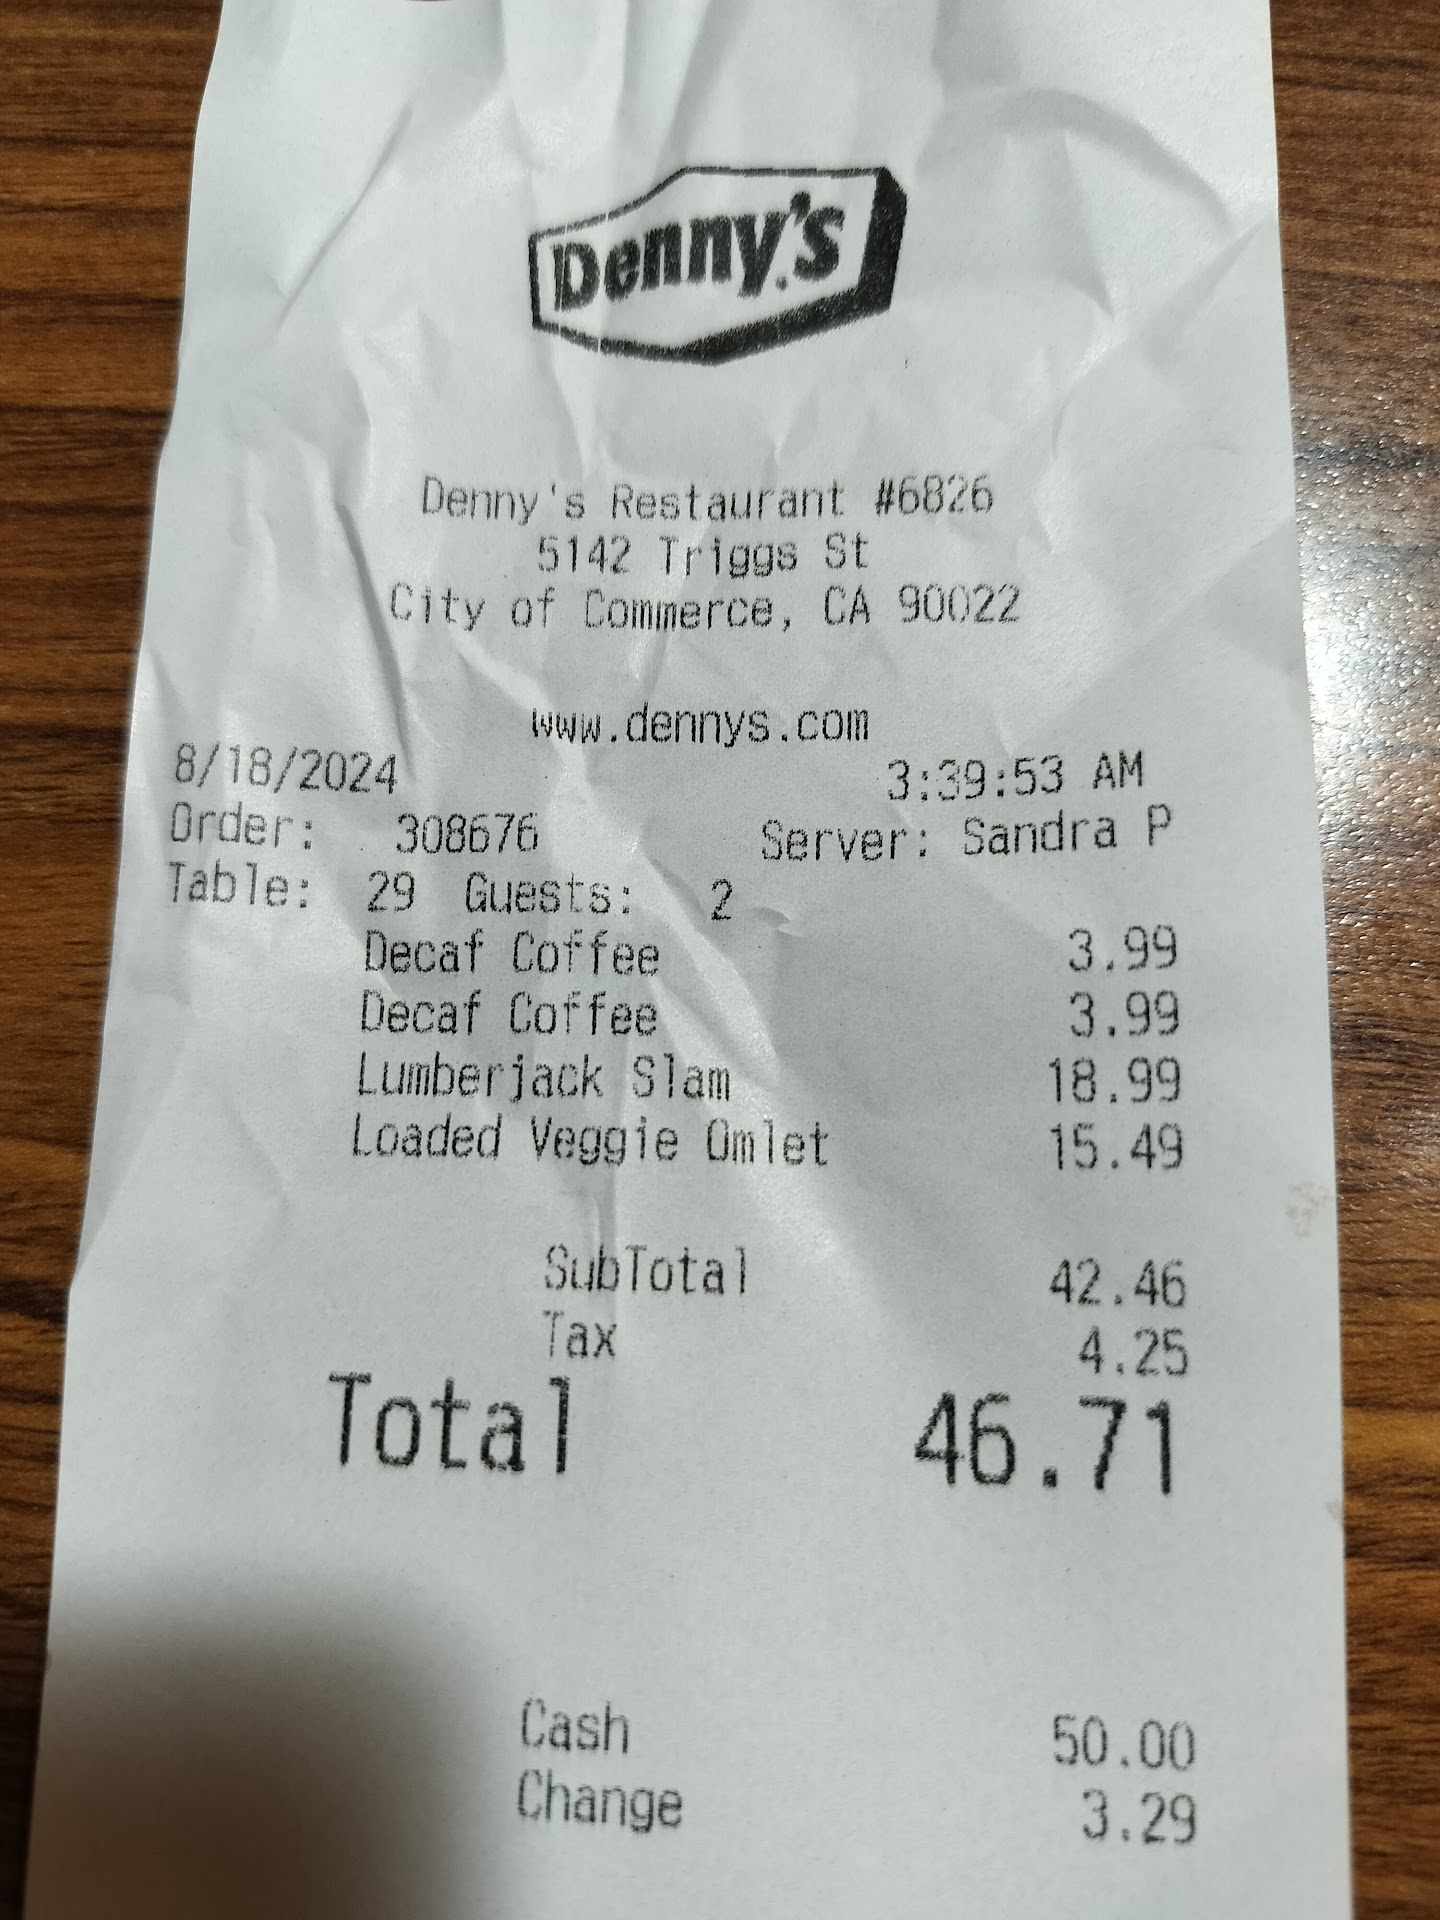 Denny's
Denny's Restaurant #6826
5142 Triggs St
City of Commerce, CA 90022
www.dennys.com
8/18/2024 3:39:53 AM
Order: 308676 Server: Sandra P
Table: 29 Guests: 2
Decaf Coffee 3.99
Decaf Coffee 3.99
Lumberjack Slam 18.99
Loaded Veggie Omlet 15.49
SubTotal 42.46
Tax 4.25
Total 46.71
Cash 50.00
Change 3.29